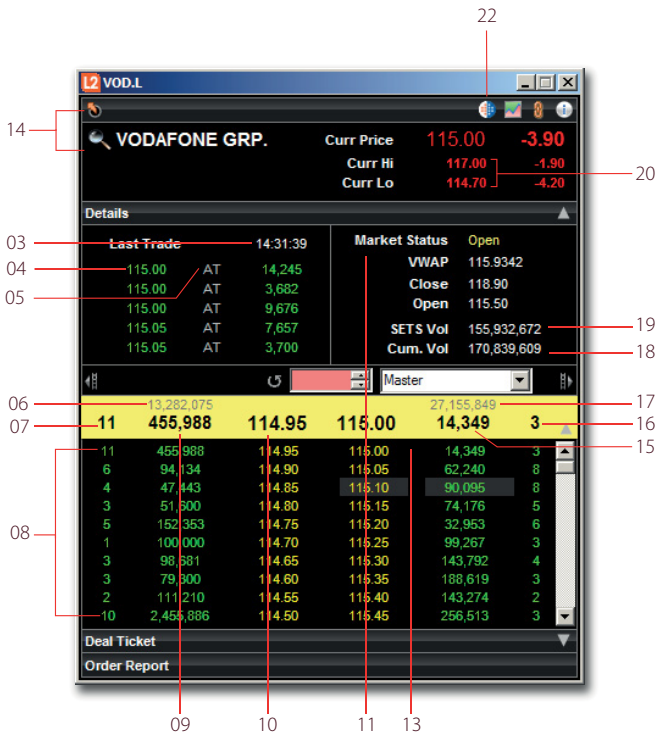 22
L2 VOD.L
14
VODAFONE GRP. Curr Price 115.00 -3.90
Curr Hi 117.00 -1.90
20
Curr Lo 114.70 -4.20
Details
03 Last Trade 14:31:39 Market Status Open
04 115.00 AT 14,245 VWAP 115.9342
05 115.00 AT 3,682 Close 118.90
115.00 AT 9,676 Open 115.50
115.05 AT 7,657 SETS Vol 155,932,672 19
115.05 AT 3,700 Cum. Vol 170,839,609 18
Master
06 13,282,075 27,155,849 17
07 11 455,988 114.95 115.00 14,349 3 16
15
11 455,988 114.95 115.00 14,349 3
6 94,134 114.90 115.05 62,240 8
4 47,443 114.85 115.10 90,095 8
3 51,600 114.80 115.15 74,176 5
08 5 152,353 114.75 115.20 32,953 6
1 100,000 114.70 115.25 99,267 3
3 98,681 114.65 115.30 143,792 4
3 79,300 114.60 115.35 188,619 3
2 111,210 114.55 115.40 143,274 2
10 2,455,886 114.50 115.45 256,513 3
Deal Ticket
Order Report
09 10 11 13